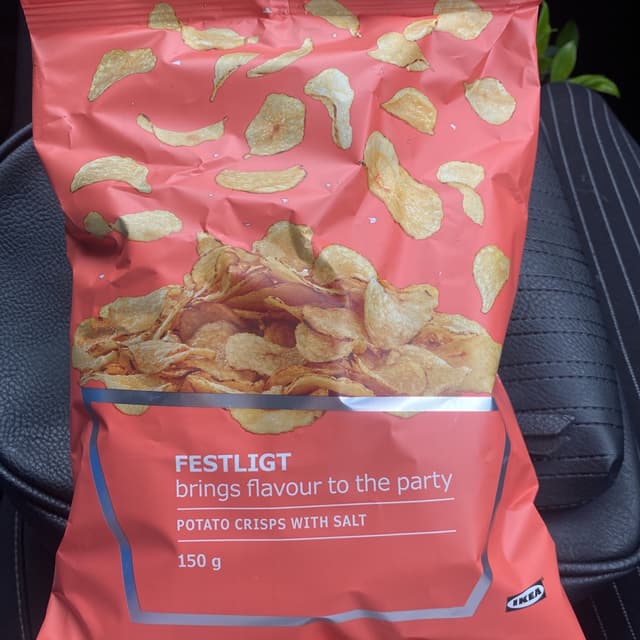 FESTLIGT
brings flavour to the party
POTATO CRISPS WITH SALT
150 g
IKEA